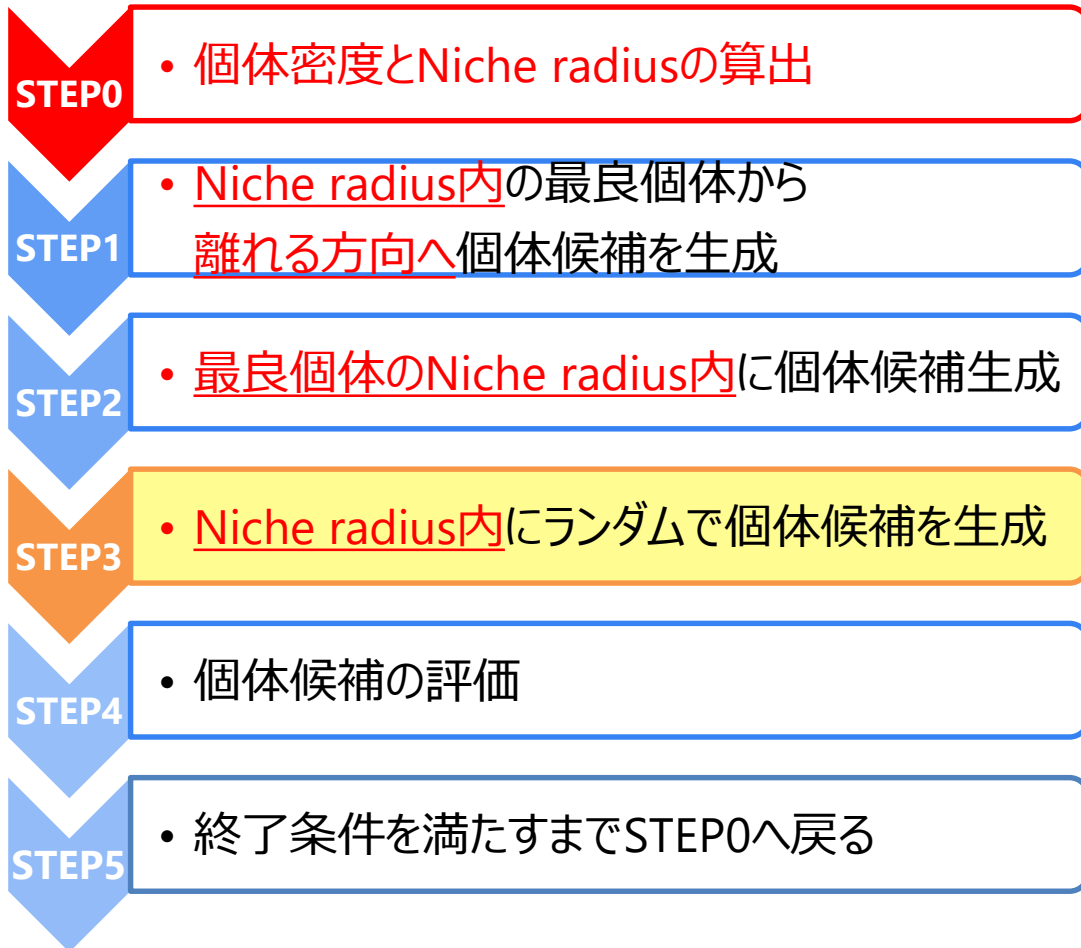 STEP0
• 個体密度とNiche radiusの算出
STEP1
• Niche radius内の最良個体から
離れる方向へ個体候補を生成
STEP2
• 最良個体のNiche radius内に個体候補生成
STEP3
• Niche radius内にランダムで個体候補を生成
STEP4
• 個体候補の評価
STEP5
• 終了条件を満たすまでSTEP0へ戻る